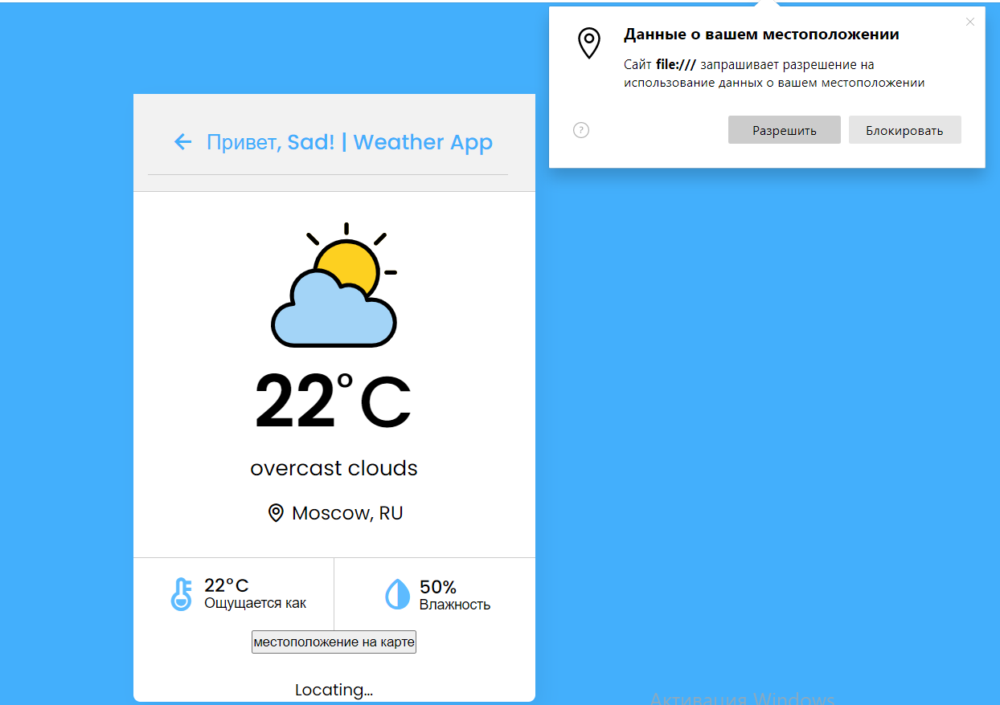 Данные о вашем местоположении
Сайт file:/// запрашивает разрешение на
использование данных о вашем местоположении
?
Разрешить
Блокировать
Привет, Sad! | Weather App
22°C
overcast clouds
Moscow, RU
22°C
Ощущается как
50%
Влажность
местоположение на карте
Locating...
Активация Windows